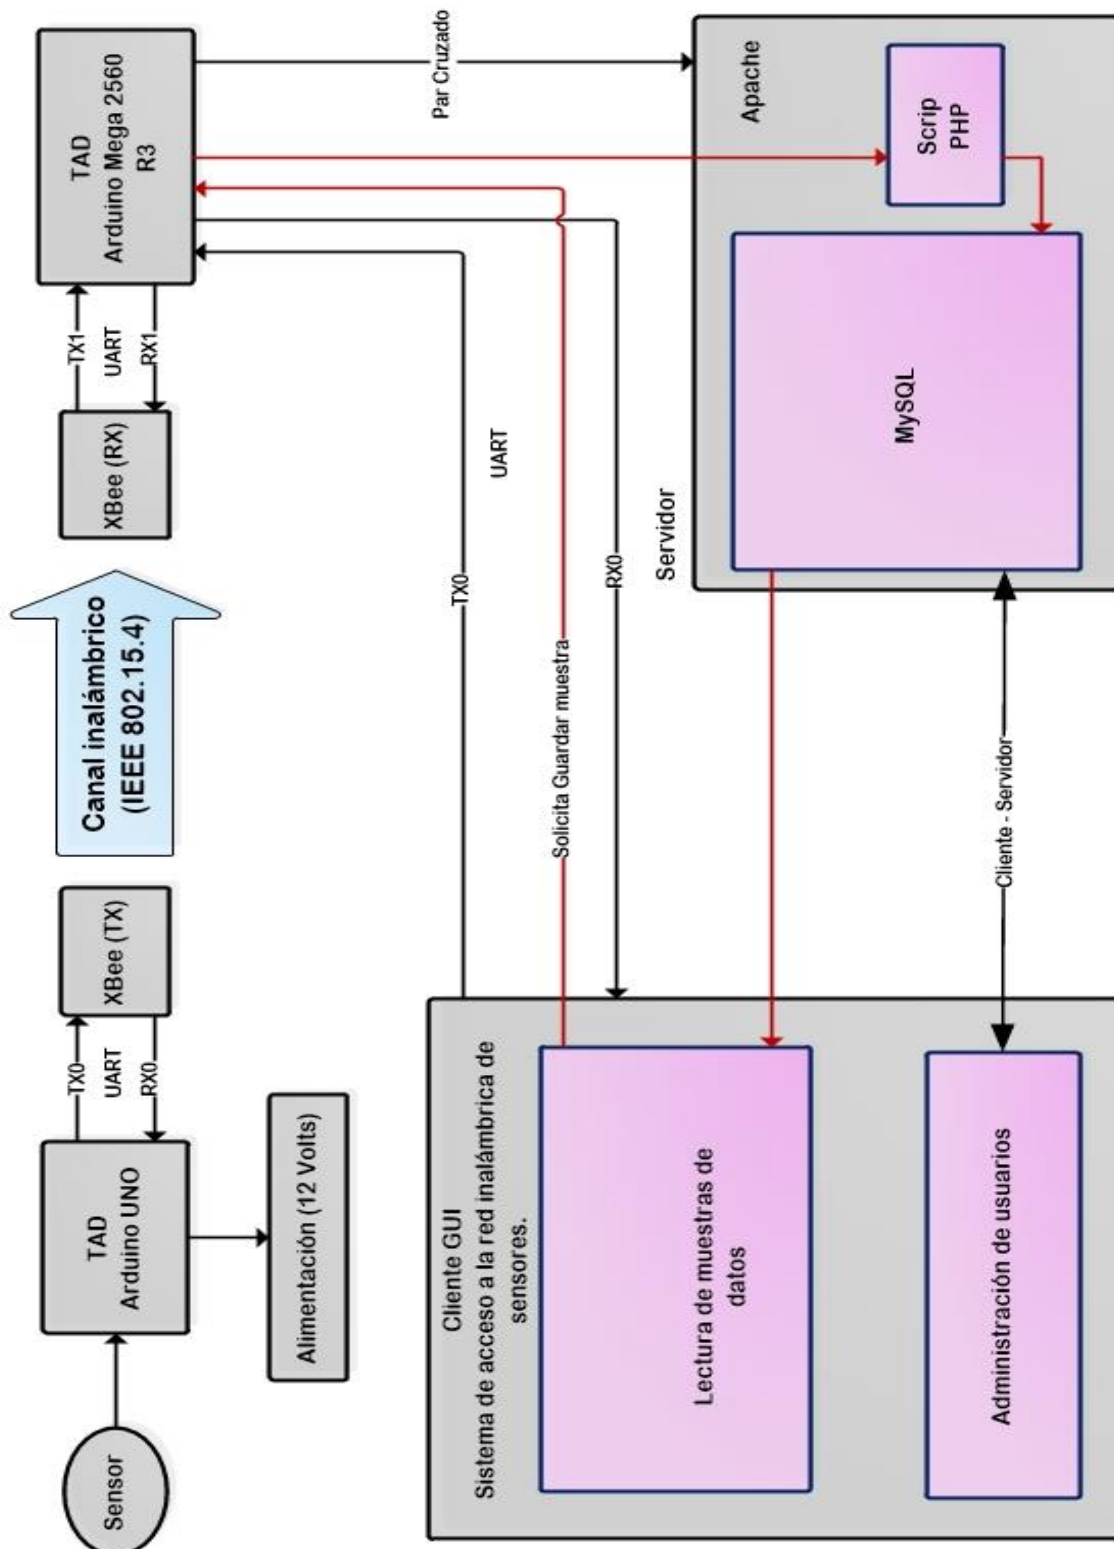 Sensor
TAD
Arduino UNO
Alimentación (12 Volts)
TX0
UART
RX0
XBee (TX)
Canal inalámbrico
(IEEE 802.15.4)
XBee (RX)
TX1
UART
RX1
TAD
Arduino Mega 2560
R3
Cliente GUI
Sistema de acceso a la red inalámbrica de
sensores.
Lectura de muestras de
datos
Administración de usuarios
TX0
UART
Solicita Guardar muestra
RX0
Par Cruzado
Cliente - Servidor
Servidor
Apache
MySQL
Scrip
PHP